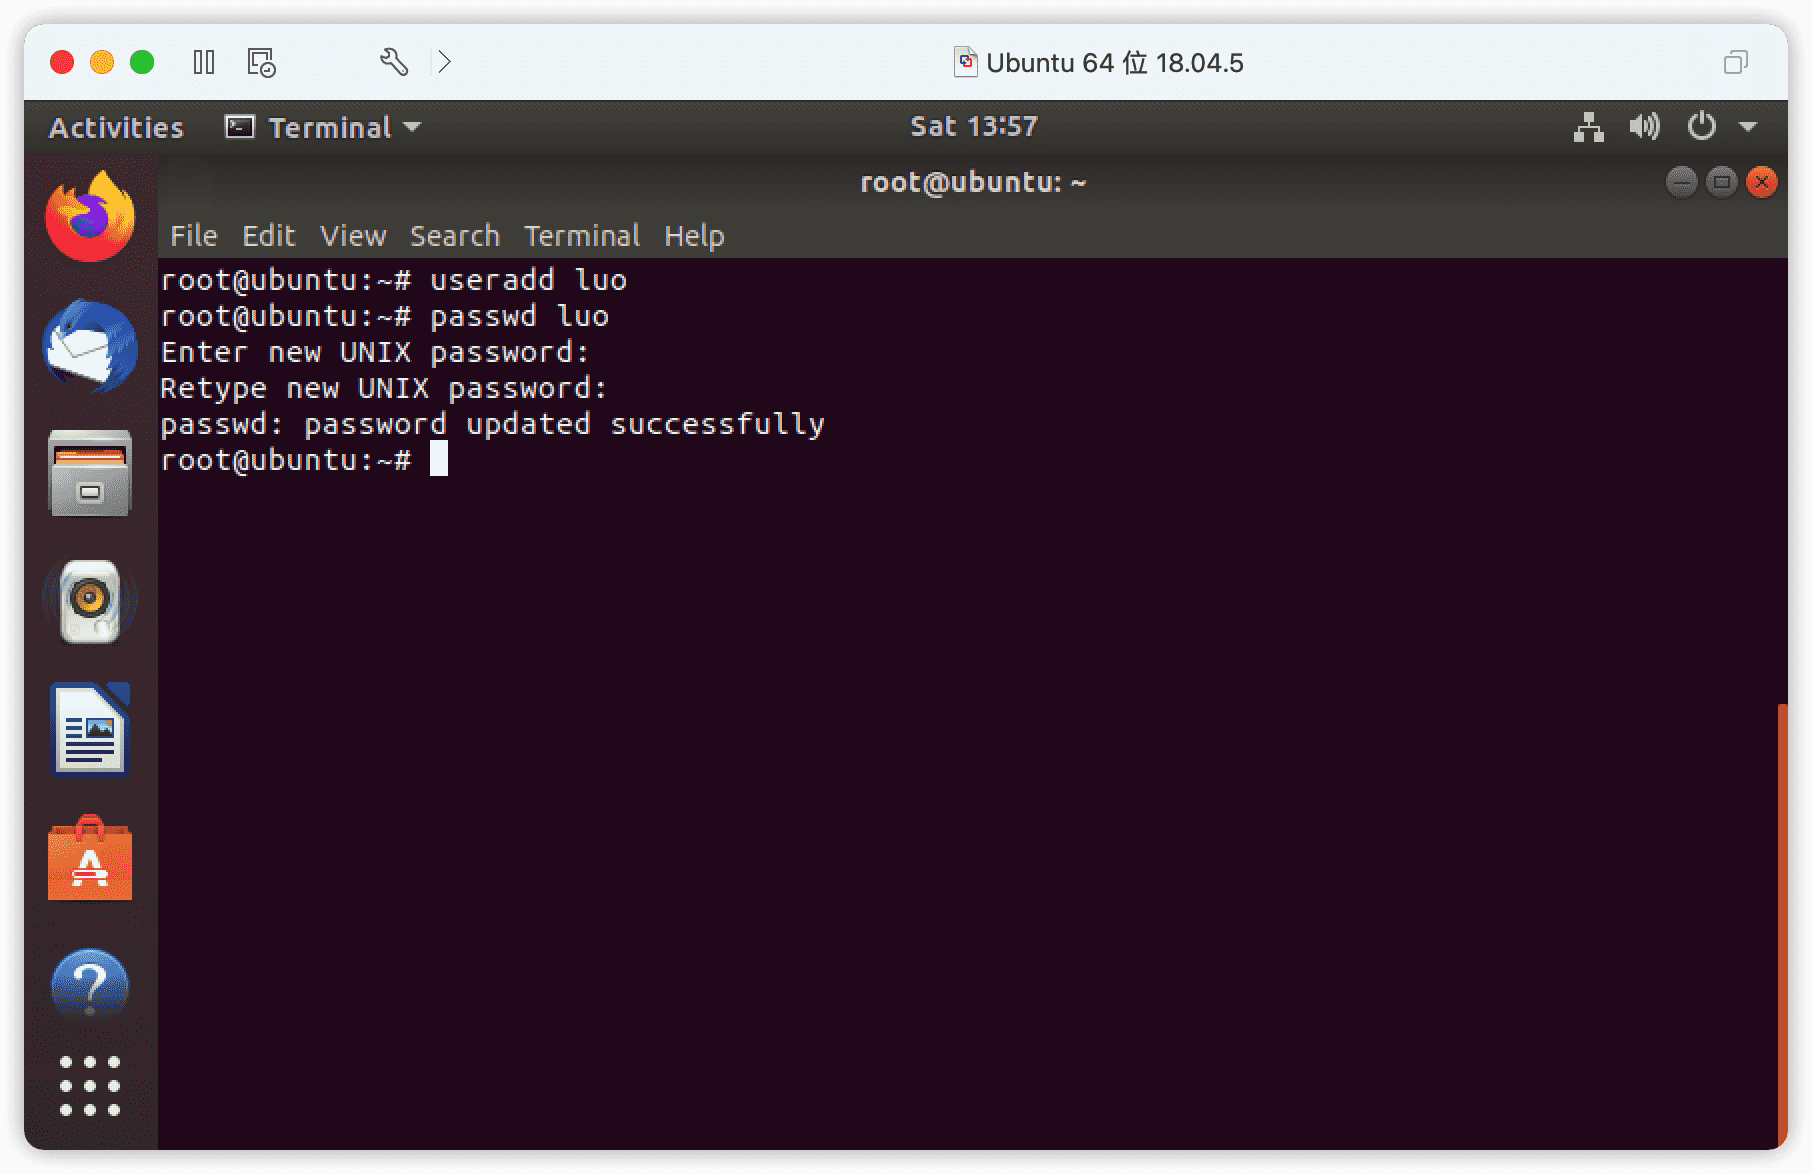 Ubuntu 64 位 18.04.5
Activities Terminal Sat 13:57
root@ubuntu: ~
File Edit View Search Terminal Help
root@ubuntu:~# useradd luo
root@ubuntu:~# passwd luo
Enter new UNIX password:
Retype new UNIX password:
passwd: password updated successfully
root@ubuntu:~#